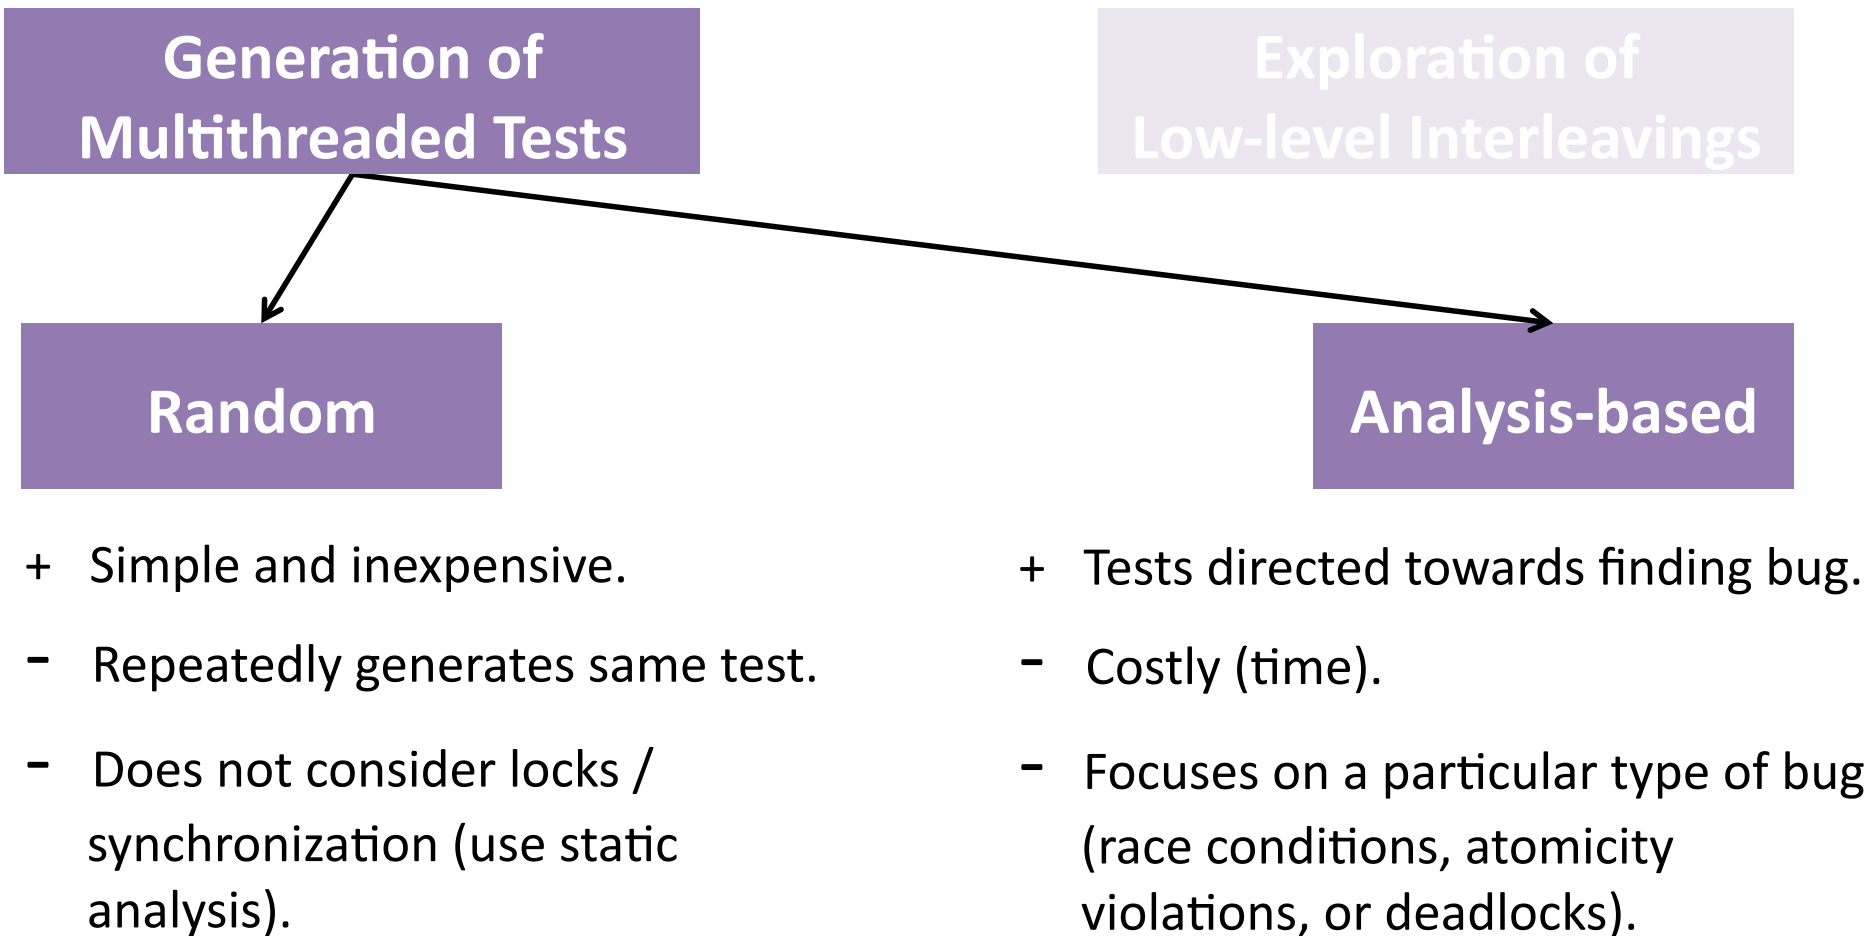 Generation of
Multithreaded Tests
Exploration of
Low-level Interleavings
Random
Analysis-based
+ Simple and inexpensive.
- Repeatedly generates same test.
- Does not consider locks /
synchronization (use static
analysis).
+ Tests directed towards finding bug.
- Costly (time).
- Focuses on a particular type of bug
(race conditions, atomicity
violations, or deadlocks).